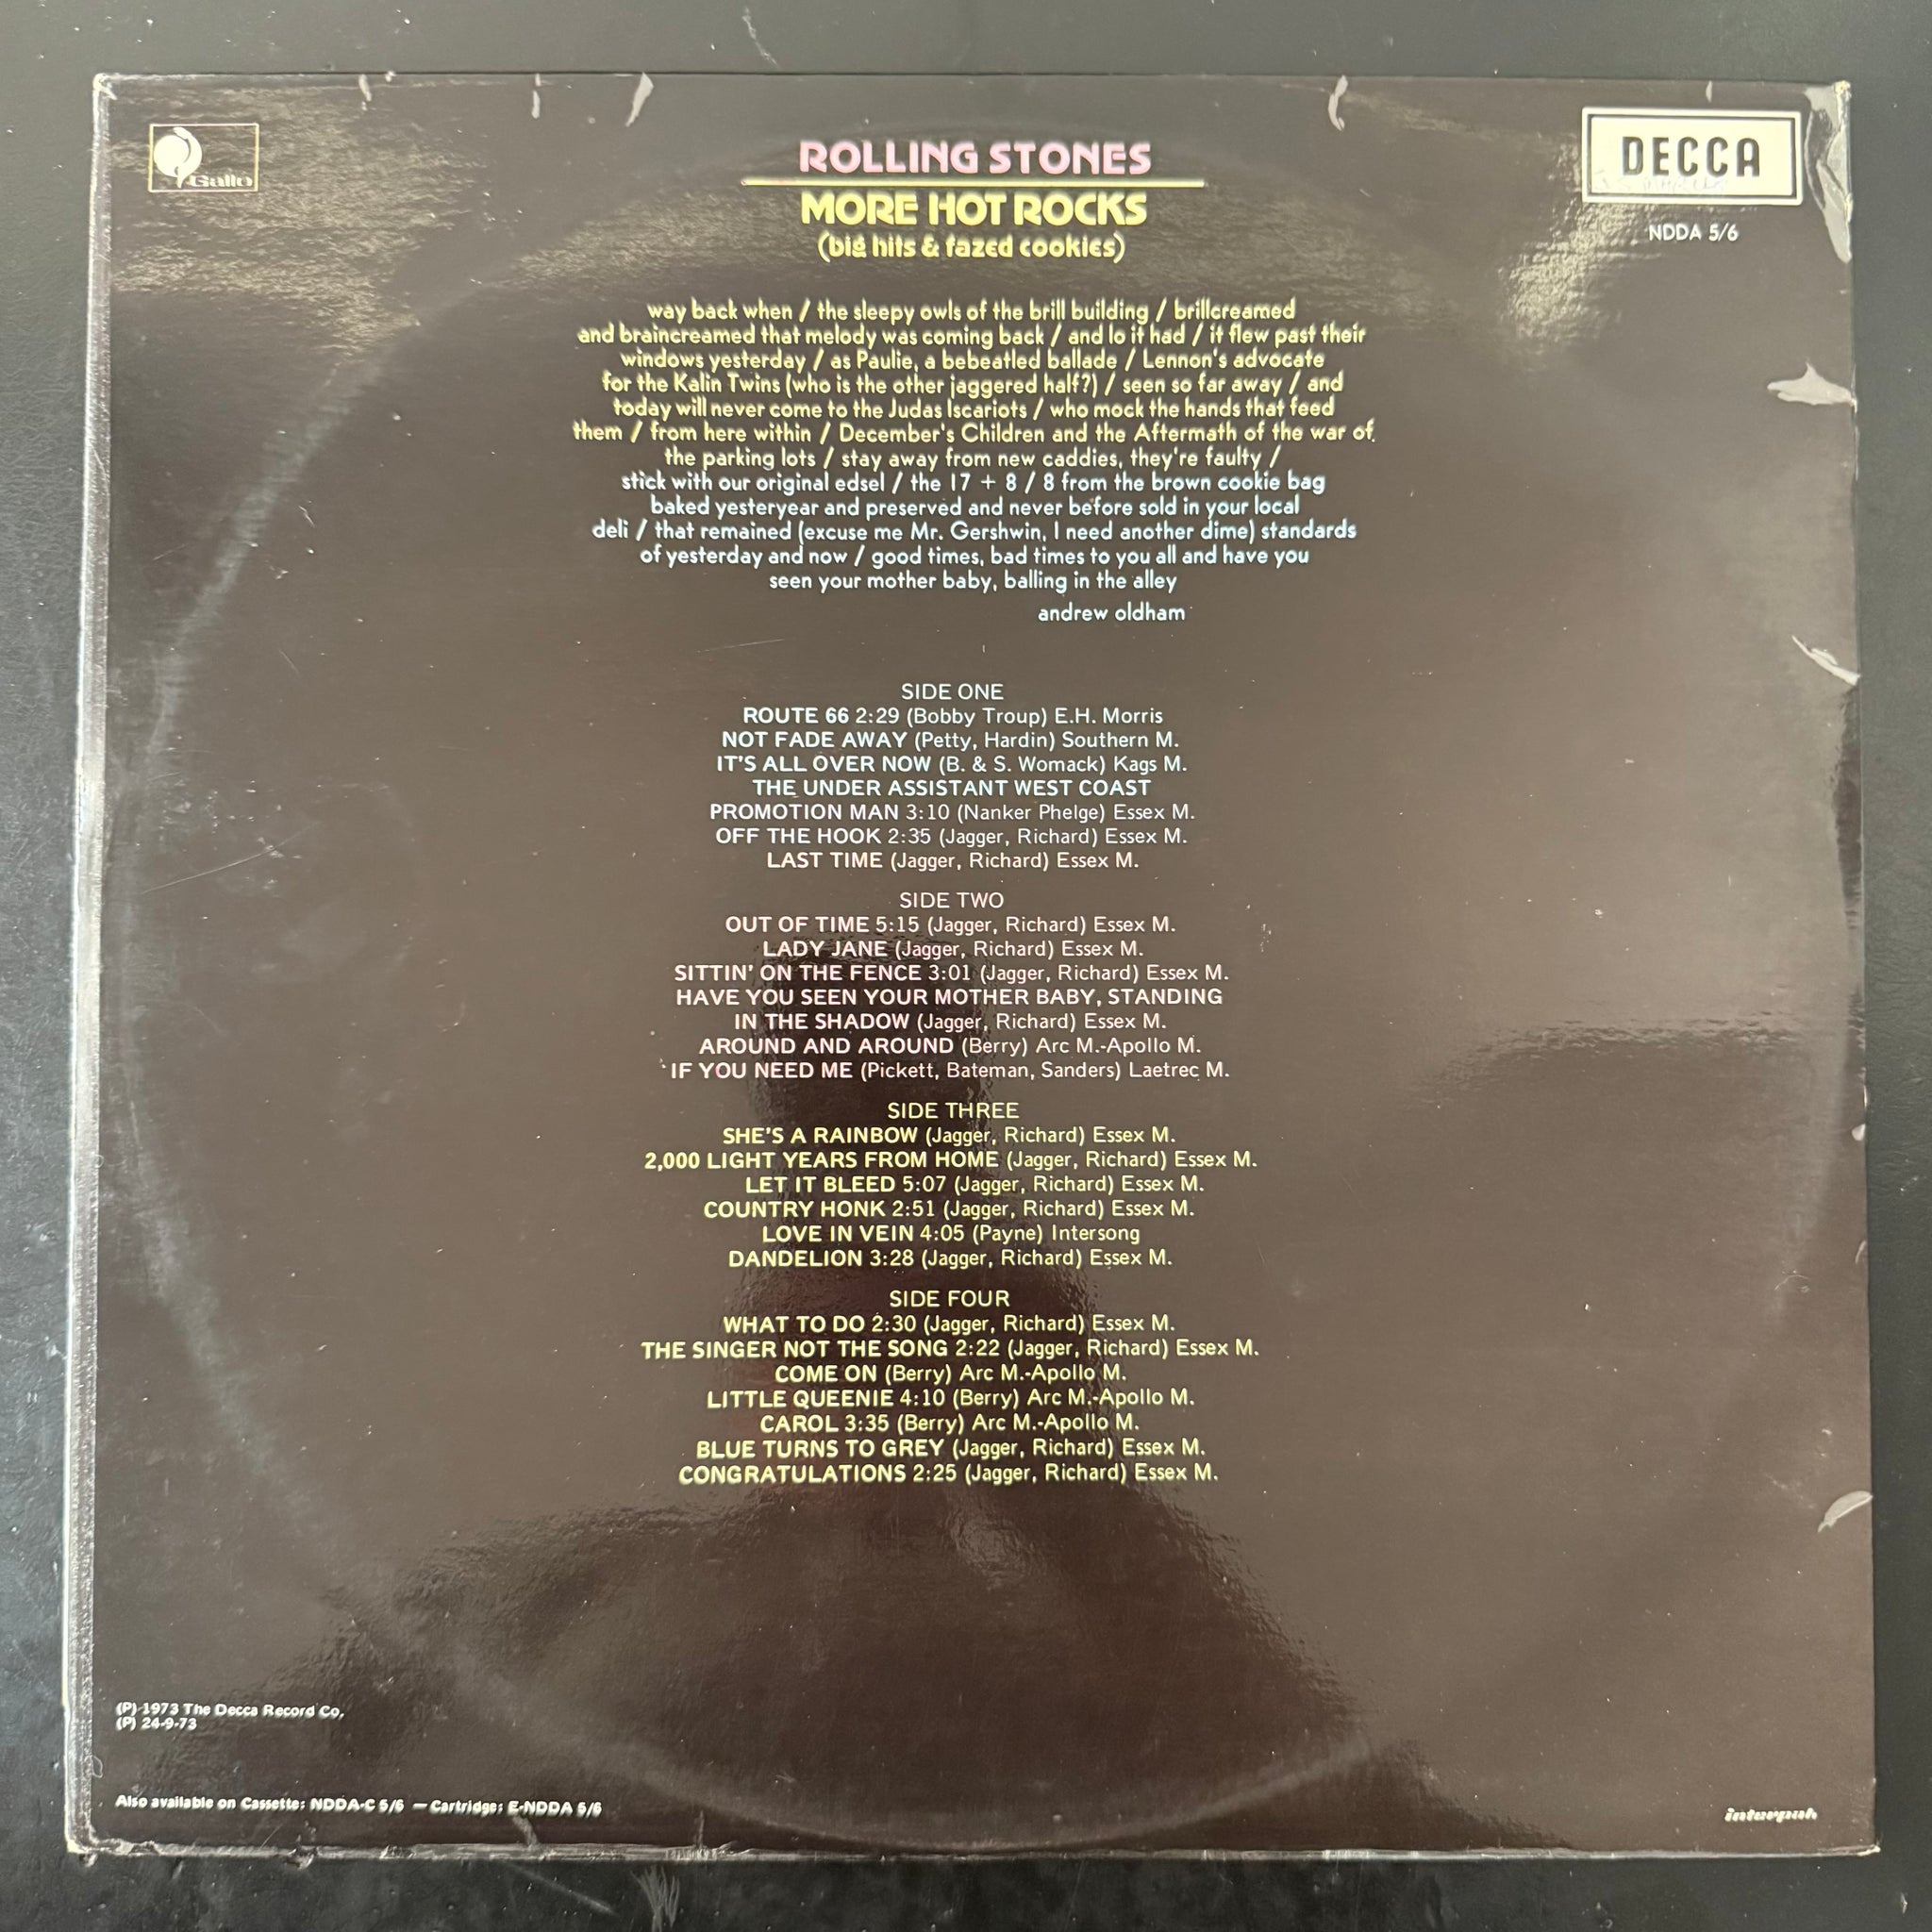 Gallo
DECCA
NDDA 5/6
ROLLING STONES
MORE HOT ROCKS
(big hits & fazed cookies)
way back when / the sleepy owls of the brill building / brillcreamed
and braincreamed that melody was coming back / and lo it had / it flew past their
windows yesterday / as Paulie, a bebeatled ballade / Lennon's advocate
for the Kalin Twins (who is the other jaggered half?) / seen so far away / and
today will never come to the Judas Iscariots / who mock the hands that feed
them / from here within / December's Children and the Aftermath of the war of
the parking lots / stay away from new caddies, they're faulty /
stick with our original edsel / the 17 + 8 / 8 from the brown cookie bag
baked yesteryear and preserved and never before sold in your local
deli / that remained (excuse me Mr. Gershwin, I need another dime) standards
of yesterday and now / good times, bad times to you all and have you
seen your mother baby, balling in the alley
andrew oldham
SIDE ONE
ROUTE 66 2:29 (Bobby Troup) E.H. Morris
NOT FADE AWAY (Petty, Hardin) Southern M.
IT'S ALL OVER NOW (B. & S. Womack) Kags M.
THE UNDER ASSISTANT WEST COAST
PROMOTION MAN 3:10 (Nanker Phelge) Essex M.
OFF THE HOOK 2:35 (Jagger, Richard) Essex M.
LAST TIME (Jagger, Richard) Essex M.
SIDE TWO
OUT OF TIME 5:15 (Jagger, Richard) Essex M.
LADY JANE (Jagger, Richard) Essex M.
SITTIN' ON THE FENCE 3:01 (Jagger, Richard) Essex M.
HAVE YOU SEEN YOUR MOTHER BABY, STANDING
IN THE SHADOW (Jagger, Richard) Essex M.
AROUND AND AROUND (Berry) Arc M.-Apollo M.
IF YOU NEED ME (Pickett, Bateman, Sanders) Laetrec M.
SIDE THREE
SHE'S A RAINBOW (Jagger, Richard) Essex M.
2,000 LIGHT YEARS FROM HOME (Jagger, Richard) Essex M.
LET IT BLEED 5:07 (Jagger, Richard) Essex M.
COUNTRY HONK 2:51 (Jagger, Richard) Essex M.
LOVE IN VEIN 4:05 (Payne) Intersong
DANDELION 3:28 (Jagger, Richard) Essex M.
SIDE FOUR
WHAT TO DO 2:30 (Jagger, Richard) Essex M.
THE SINGER NOT THE SONG 2:22 (Jagger, Richard) Essex M.
COME ON (Berry) Arc M.-Apollo M.
LITTLE QUEENIE 4:10 (Berry) Arc M.-Apollo M.
CAROL 3:35 (Berry) Arc M.-Apollo M.
BLUE TURNS TO GREY (Jagger, Richard) Essex M.
CONGRATULATIONS 2:25 (Jagger, Richard) Essex M.
(P) 1973 The Decca Record Co.
(P) 24-9-73
Also available on Cassette: NDDA-C 5/6 — Cartridge: E-NDDA 5/6